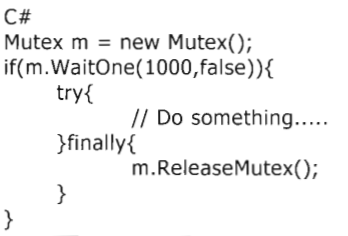 C#
Mutex m = new Mutex();
if(m.WaitOne(1000,false)){
try{
// Do something.....
}finally{
m.ReleaseMutex();
}
}